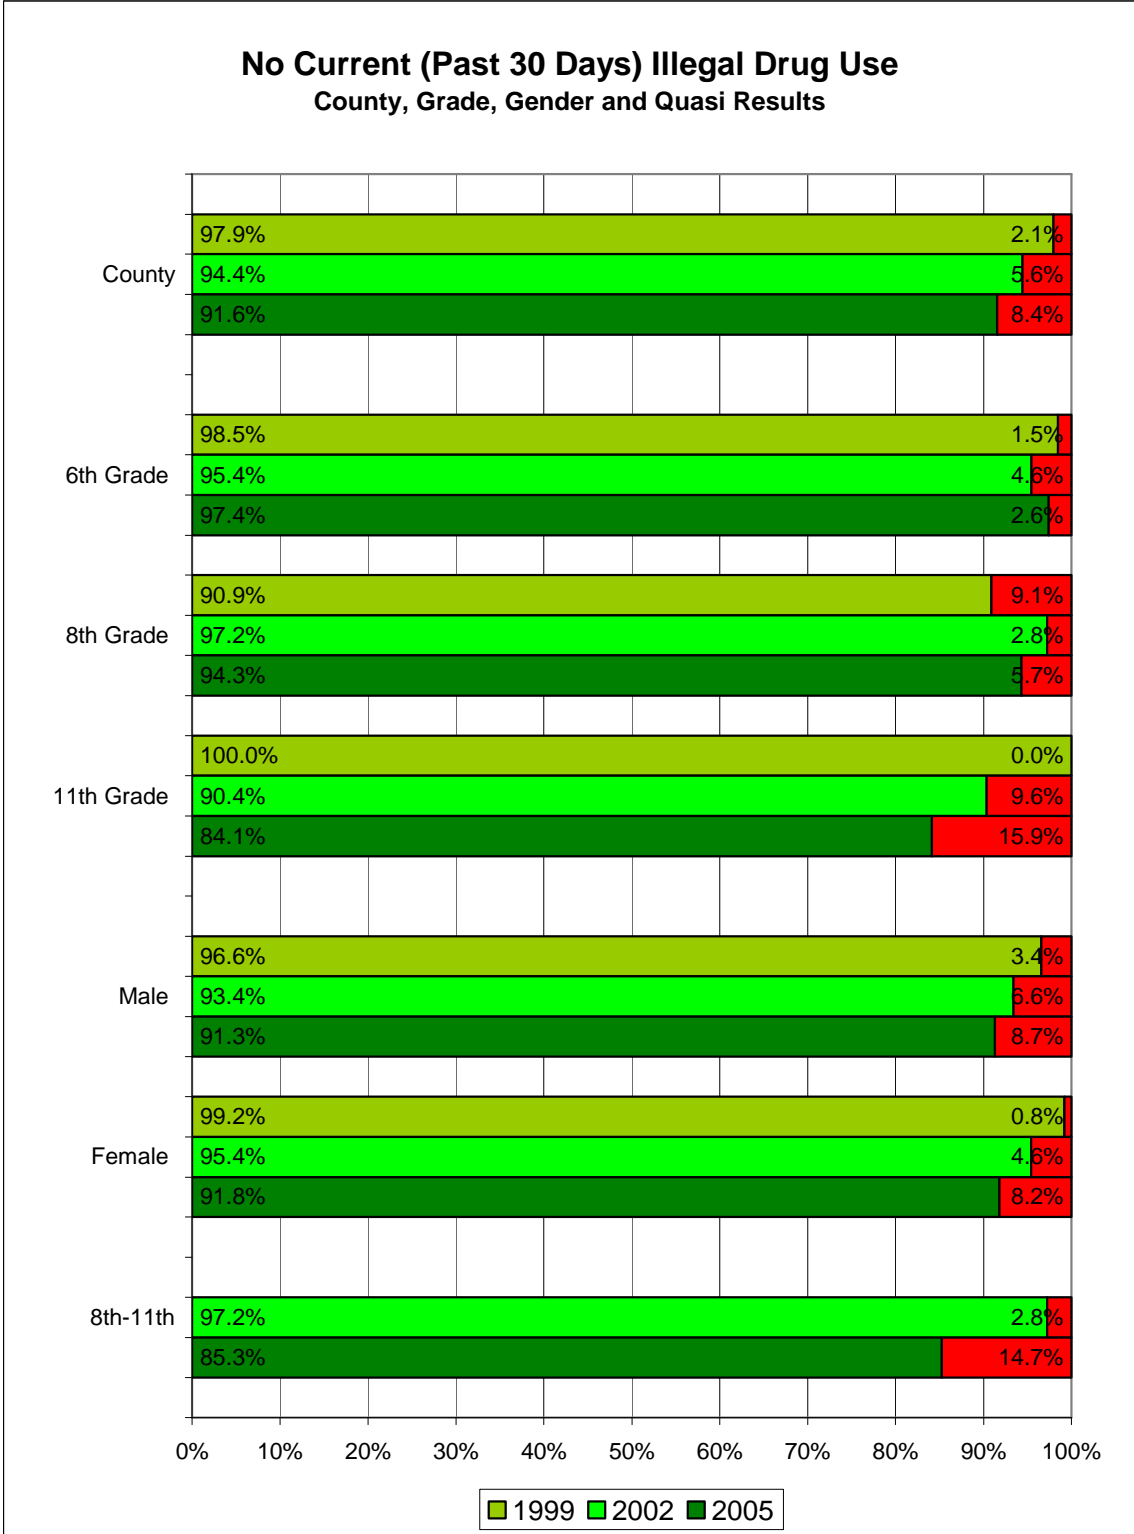 No Current (Past 30 Days) Illegal Drug Use
County, Grade, Gender and Quasi Results
97.9% 2.1%
County 94.4% 5.6%
91.6% 8.4%
98.5% 1.5%
6th Grade 95.4% 4.6%
97.4% 2.6%
90.9% 9.1%
8th Grade 97.2% 2.8%
94.3% 5.7%
100.0% 0.0%
11th Grade 90.4% 9.6%
84.1% 15.9%
96.6% 3.4%
Male 93.4% 6.6%
91.3% 8.7%
99.2% 0.8%
Female 95.4% 4.6%
91.8% 8.2%
8th-11th 97.2% 2.8%
85.3% 14.7%
0% 10% 20% 30% 40% 50% 60% 70% 80% 90% 100%
1999 2002 2005